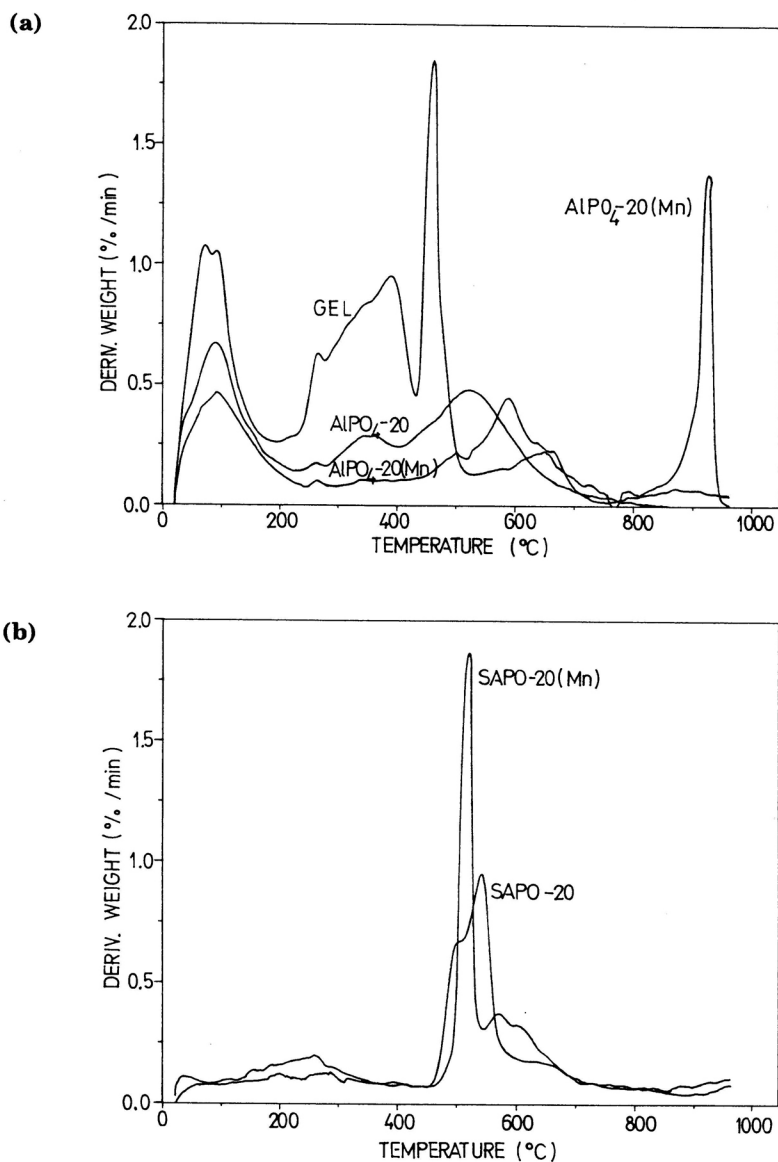 (a)
2.0
1.5
1.0
0.5
0.0
DERIV. WEIGHT (% /min)
GEL
AlPO4-20
AlPO4-20(Mn)
AlPO4-20(Mn)
0 200 400 600 800 1000
TEMPERATURE (°C)
(b)
2.0
1.5
1.0
0.5
0.0
DERIV. WEIGHT (% /min)
SAPO-20(Mn)
SAPO-20
0 200 400 600 800 1000
TEMPERATURE (°C)